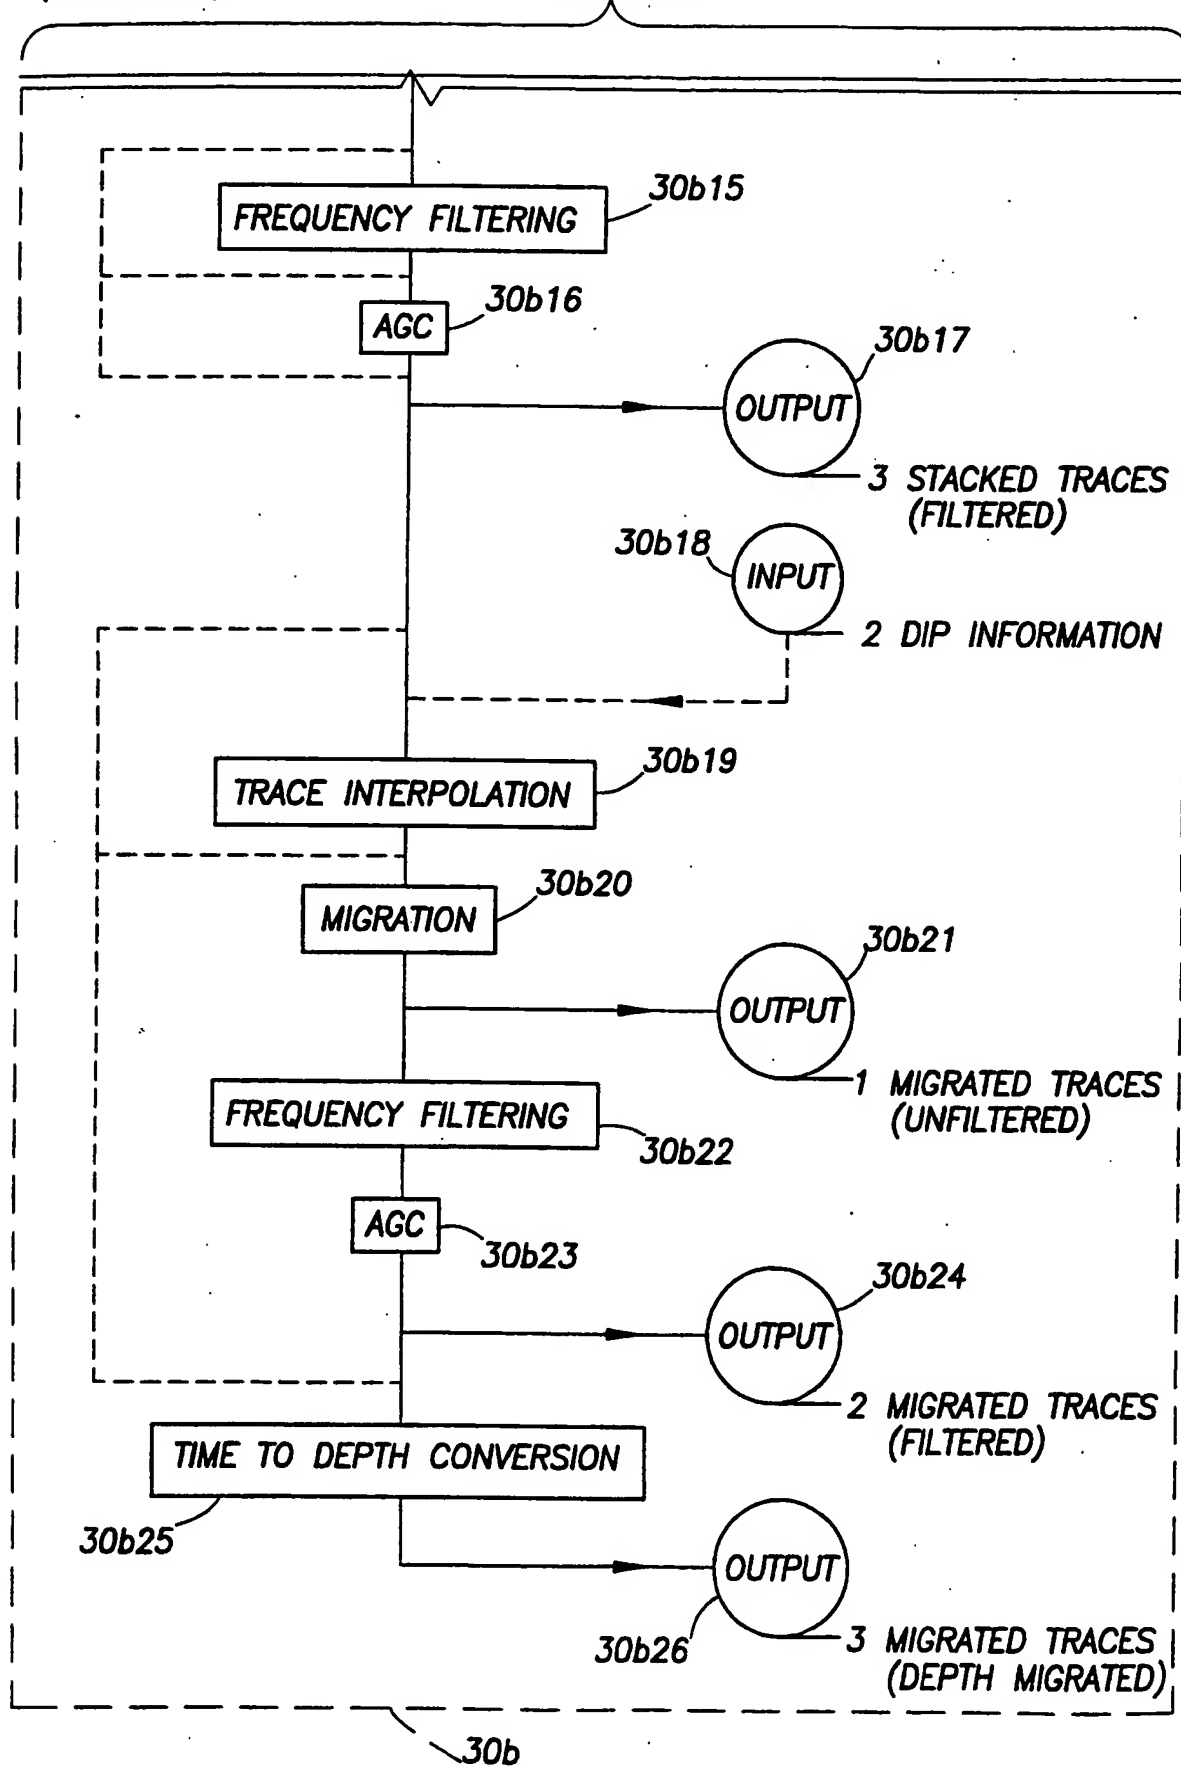 30b15
FREQUENCY FILTERING
30b16
AGC
30b17
OUTPUT
3 STACKED TRACES
(FILTERED)
30b18
INPUT
2 DIP INFORMATION
30b19
TRACE INTERPOLATION
30b20
MIGRATION
30b21
OUTPUT
1 MIGRATED TRACES
(UNFILTERED)
FREQUENCY FILTERING
30b22
AGC
30b23
30b24
OUTPUT
2 MIGRATED TRACES
(FILTERED)
TIME TO DEPTH CONVERSION
30b25
OUTPUT
30b26
3 MIGRATED TRACES
(DEPTH MIGRATED)
30b